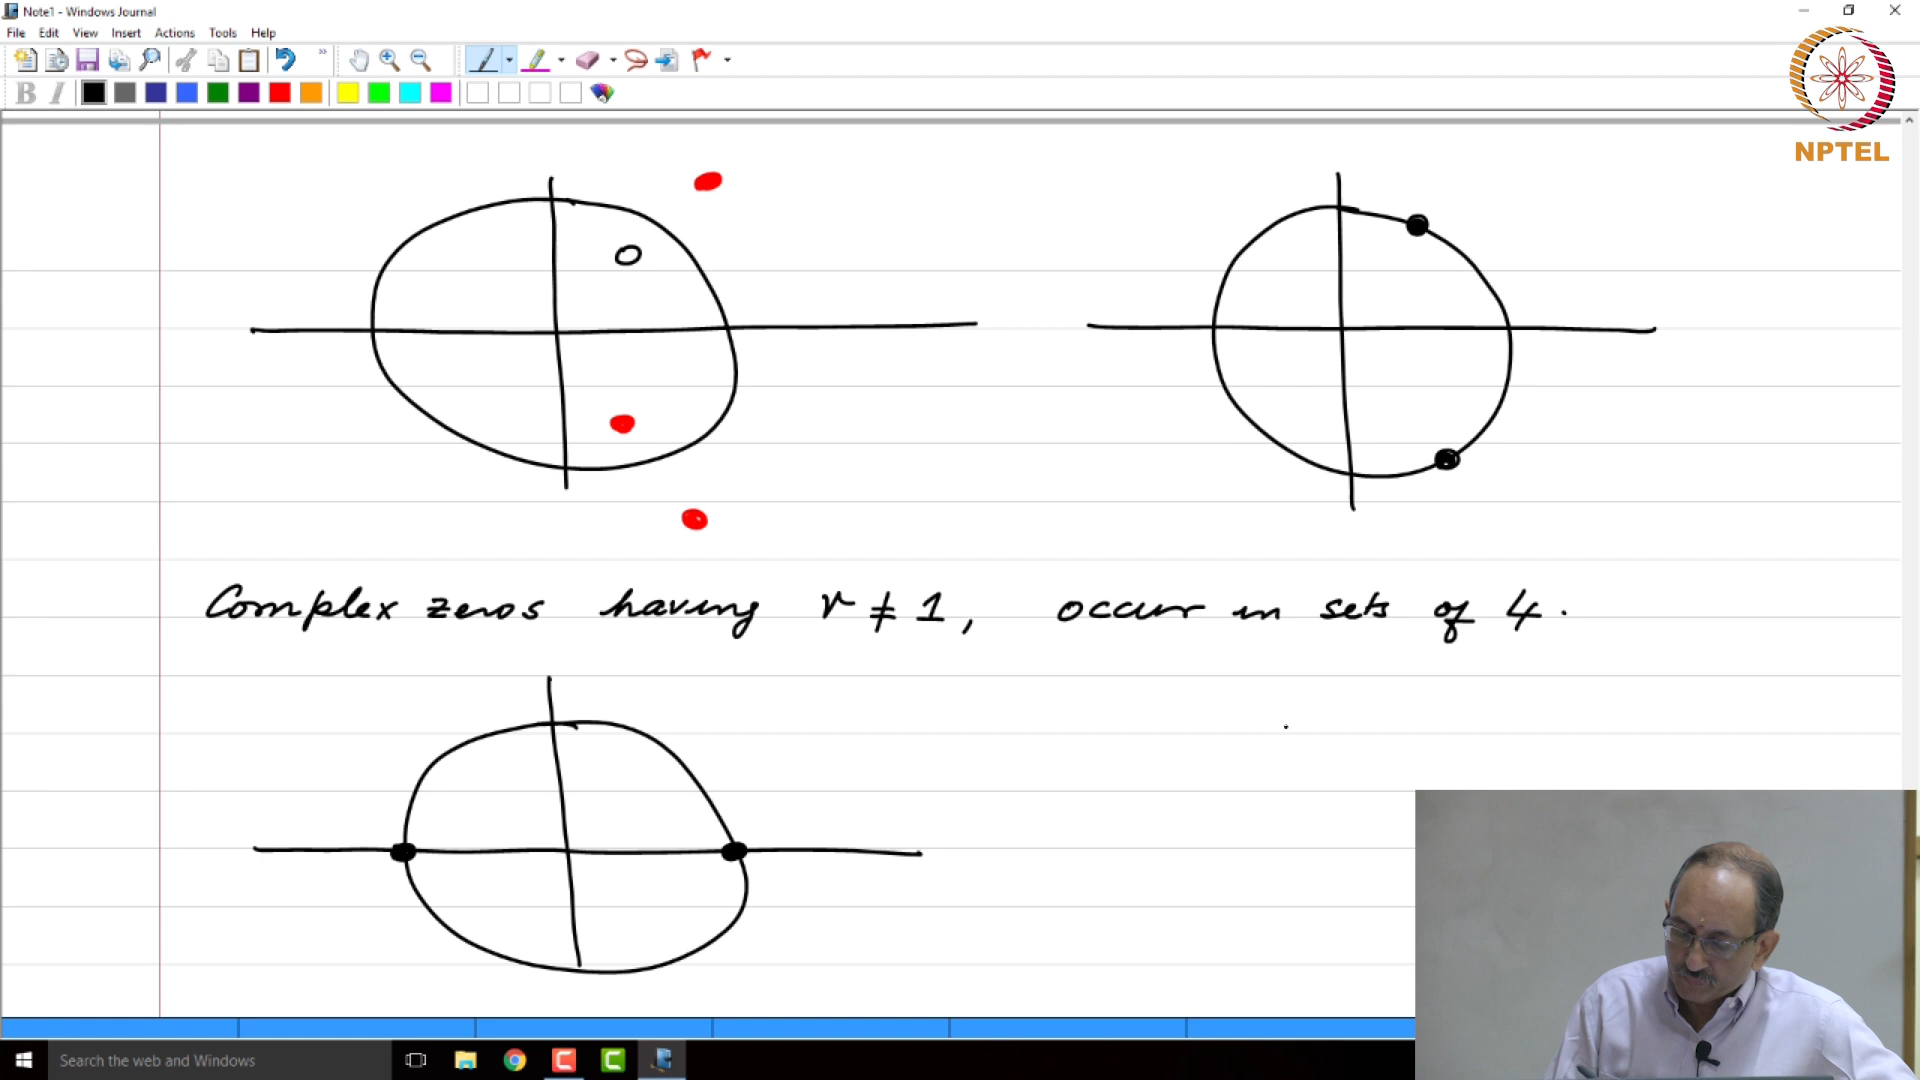 Note1 - Windows Journal
File Edit View Insert Actions Tools Help
B I
NPTEL
Complex zeros having r ≠ 1, occur in sets of 4.
Search the web and Windows